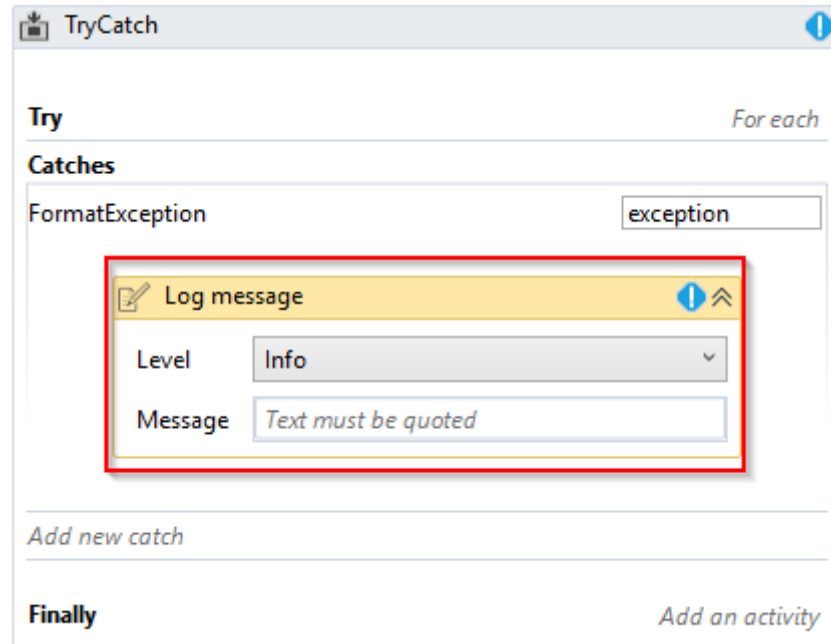 TryCatch
Try For each
Catches
FormatException exception
Log message
Level Info
Message Text must be quoted
Add new catch
Finally Add an activity